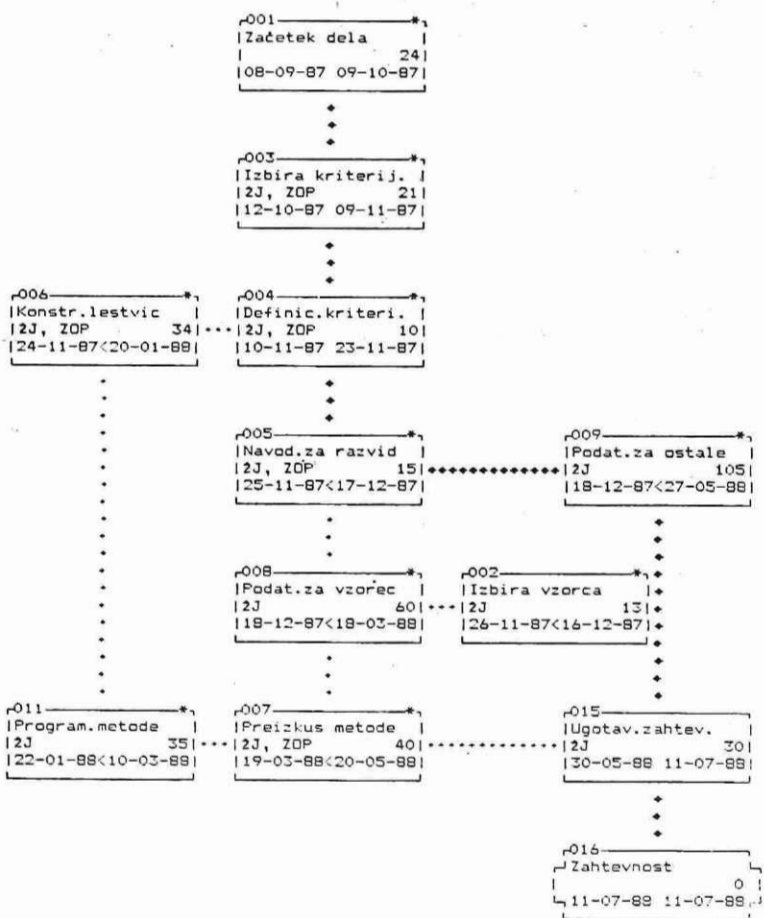 001 *
Začetek dela
24
08-09-87 09-10-87
003 *
Izbira kriterij.
2J, ZOP 21
12-10-87 09-11-87
006 *
Konstr.lestvic
2J, ZOP 34
24-11-87<20-01-88
004 *
Definic.kriteri.
2J, ZOP 10
10-11-87 23-11-87
005 *
Navod.za razvid
2J, ZOP 15
25-11-87<17-12-87
009 *
Podat.za ostale
2J 105
18-12-87<27-05-88
008 *
Podat.za vzorec
2J 60
18-12-87<18-03-88
002 *
Izbira vzorca
2J 13
26-11-87<16-12-87
011 *
Program.metode
2J 35
22-01-88<10-03-88
007 *
Preizkus metode
2J, ZOP 40
19-03-88<20-05-88
015
Ugotav.zahtev.
2J 30
30-05-88 11-07-88
016
Zahtevnost
0
11-07-88 11-07-88